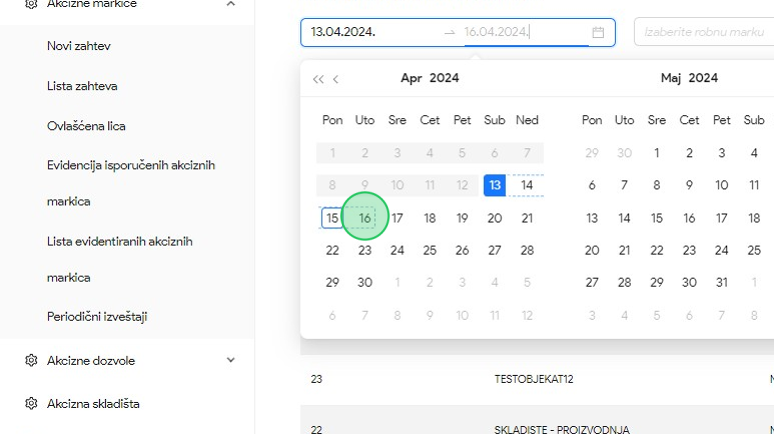 Akcizne markice
Novi zahtev
Lista zahteva
Ovlašćena lica
Evidencija isporučenih akciznih
markica
Lista evidentiranih akciznih
markica
Periodični izveštaji
Akcizne dozvole
Akcizna skladišta
13.04.2024. → 16.04.2024. Izaberite robnu marku
Apr 2024
Pon Uto Sre Čet Pet Sub Ned
1 2 3 4 5 6 7
8 9 10 11 12 13 14
15 16 17 18 19 20 21
22 23 24 25 26 27 28
29 30 1 2 3 4 5
6 7 8 9 10 11 12
Maj 2024
Pon Uto Sre Čet Pet Sub
29 30 1 2 3 4
6 7 8 9 10 11
13 14 15 16 17 18
20 21 22 23 24 25
27 28 29 30 31 1
3 4 5 6 7 8
23 TESTOBJEKAT12
22 SKLADISTE - PROIZVODNJA